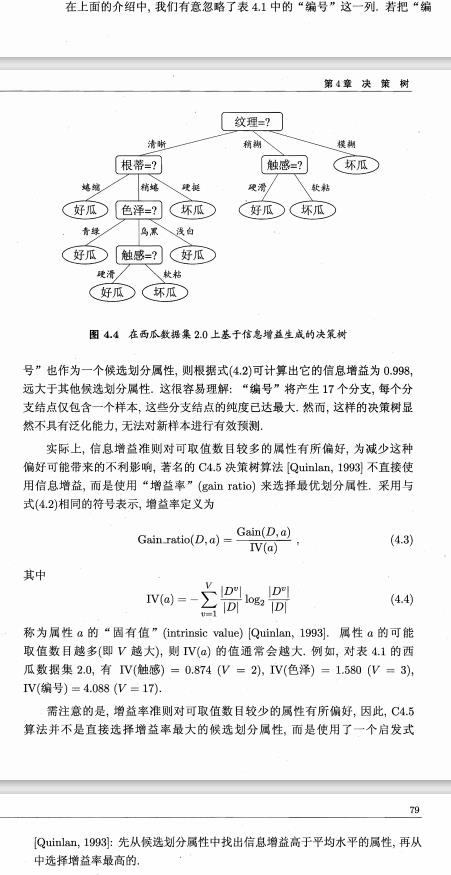 在上面的介绍中, 我们有意忽略了表 4.1 中的“编号”这一列. 若把“编
第4章 决 策 树
纹理=?
清晰 稍糊 模糊
根蒂=? 触感=? 坏瓜
蜷缩 稍蜷 硬挺 硬滑 软粘
好瓜 色泽=? 坏瓜 好瓜 坏瓜
青绿 乌黑 浅白
好瓜 触感=? 好瓜
硬滑 软粘
好瓜 坏瓜
图 4.4 在西瓜数据集 2.0 上基于信息增益生成的决策树
号”也作为一个候选划分属性, 则根据式(4.2)可计算出它的信息增益为 0.998,
远大于其他候选划分属性. 这很容易理解: “编号”将产生 17 个分支, 每个分
支结点仅包含一个样本, 这些分支结点的纯度已达最大. 然而, 这样的决策树显
然不具有泛化能力, 无法对新样本进行有效预测.
实际上, 信息增益准则对可取值数目较多的属性有所偏好, 为减少这种
偏好可能带来的不利影响, 著名的 C4.5 决策树算法 [Quinlan, 1993] 不直接使
用信息增益, 而是使用“增益率”(gain ratio) 来选择最优划分属性. 采用与
式(4.2)相同的符号表示, 增益率定义为
Gain_ratio(D, a) = Gain(D, a) / IV(a) , (4.3)
其中
IV(a) = − ∑_{v=1}^{V} |D^v|/|D| log₂ |D^v|/|D| (4.4)
称为属性 a 的“固有值”(intrinsic value) [Quinlan, 1993]. 属性 a 的可能
取值数目越多(即 V 越大), 则 IV(a) 的值通常会越大. 例如, 对表 4.1 的西
瓜数据集 2.0, 有 IV(触感) = 0.874 (V = 2), IV(色泽) = 1.580 (V = 3),
IV(编号) = 4.088 (V = 17).
需注意的是, 增益率准则对可取值数目较少的属性有所偏好, 因此, C4.5
算法并不是直接选择增益率最大的候选划分属性, 而是使用了一个启发式
79
[Quinlan, 1993]: 先从候选划分属性中找出信息增益高于平均水平的属性, 再从
中选择增益率最高的.